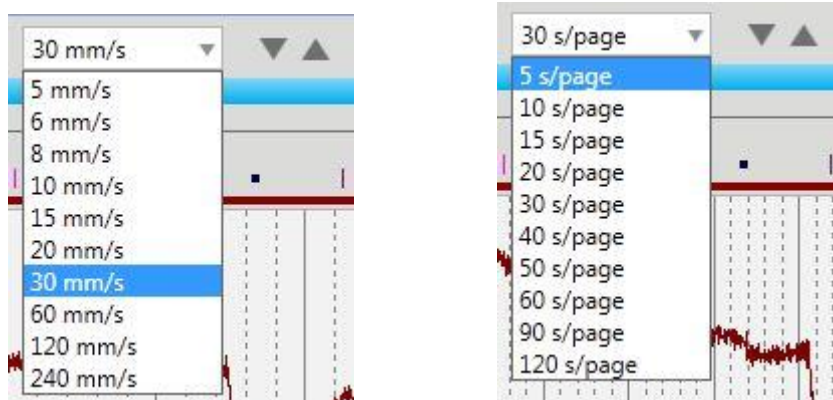 30 mm/s
5 mm/s
6 mm/s
8 mm/s
10 mm/s
15 mm/s
20 mm/s
30 mm/s
60 mm/s
120 mm/s
240 mm/s
30 s/page
5 s/page
10 s/page
15 s/page
20 s/page
30 s/page
40 s/page
50 s/page
60 s/page
90 s/page
120 s/page